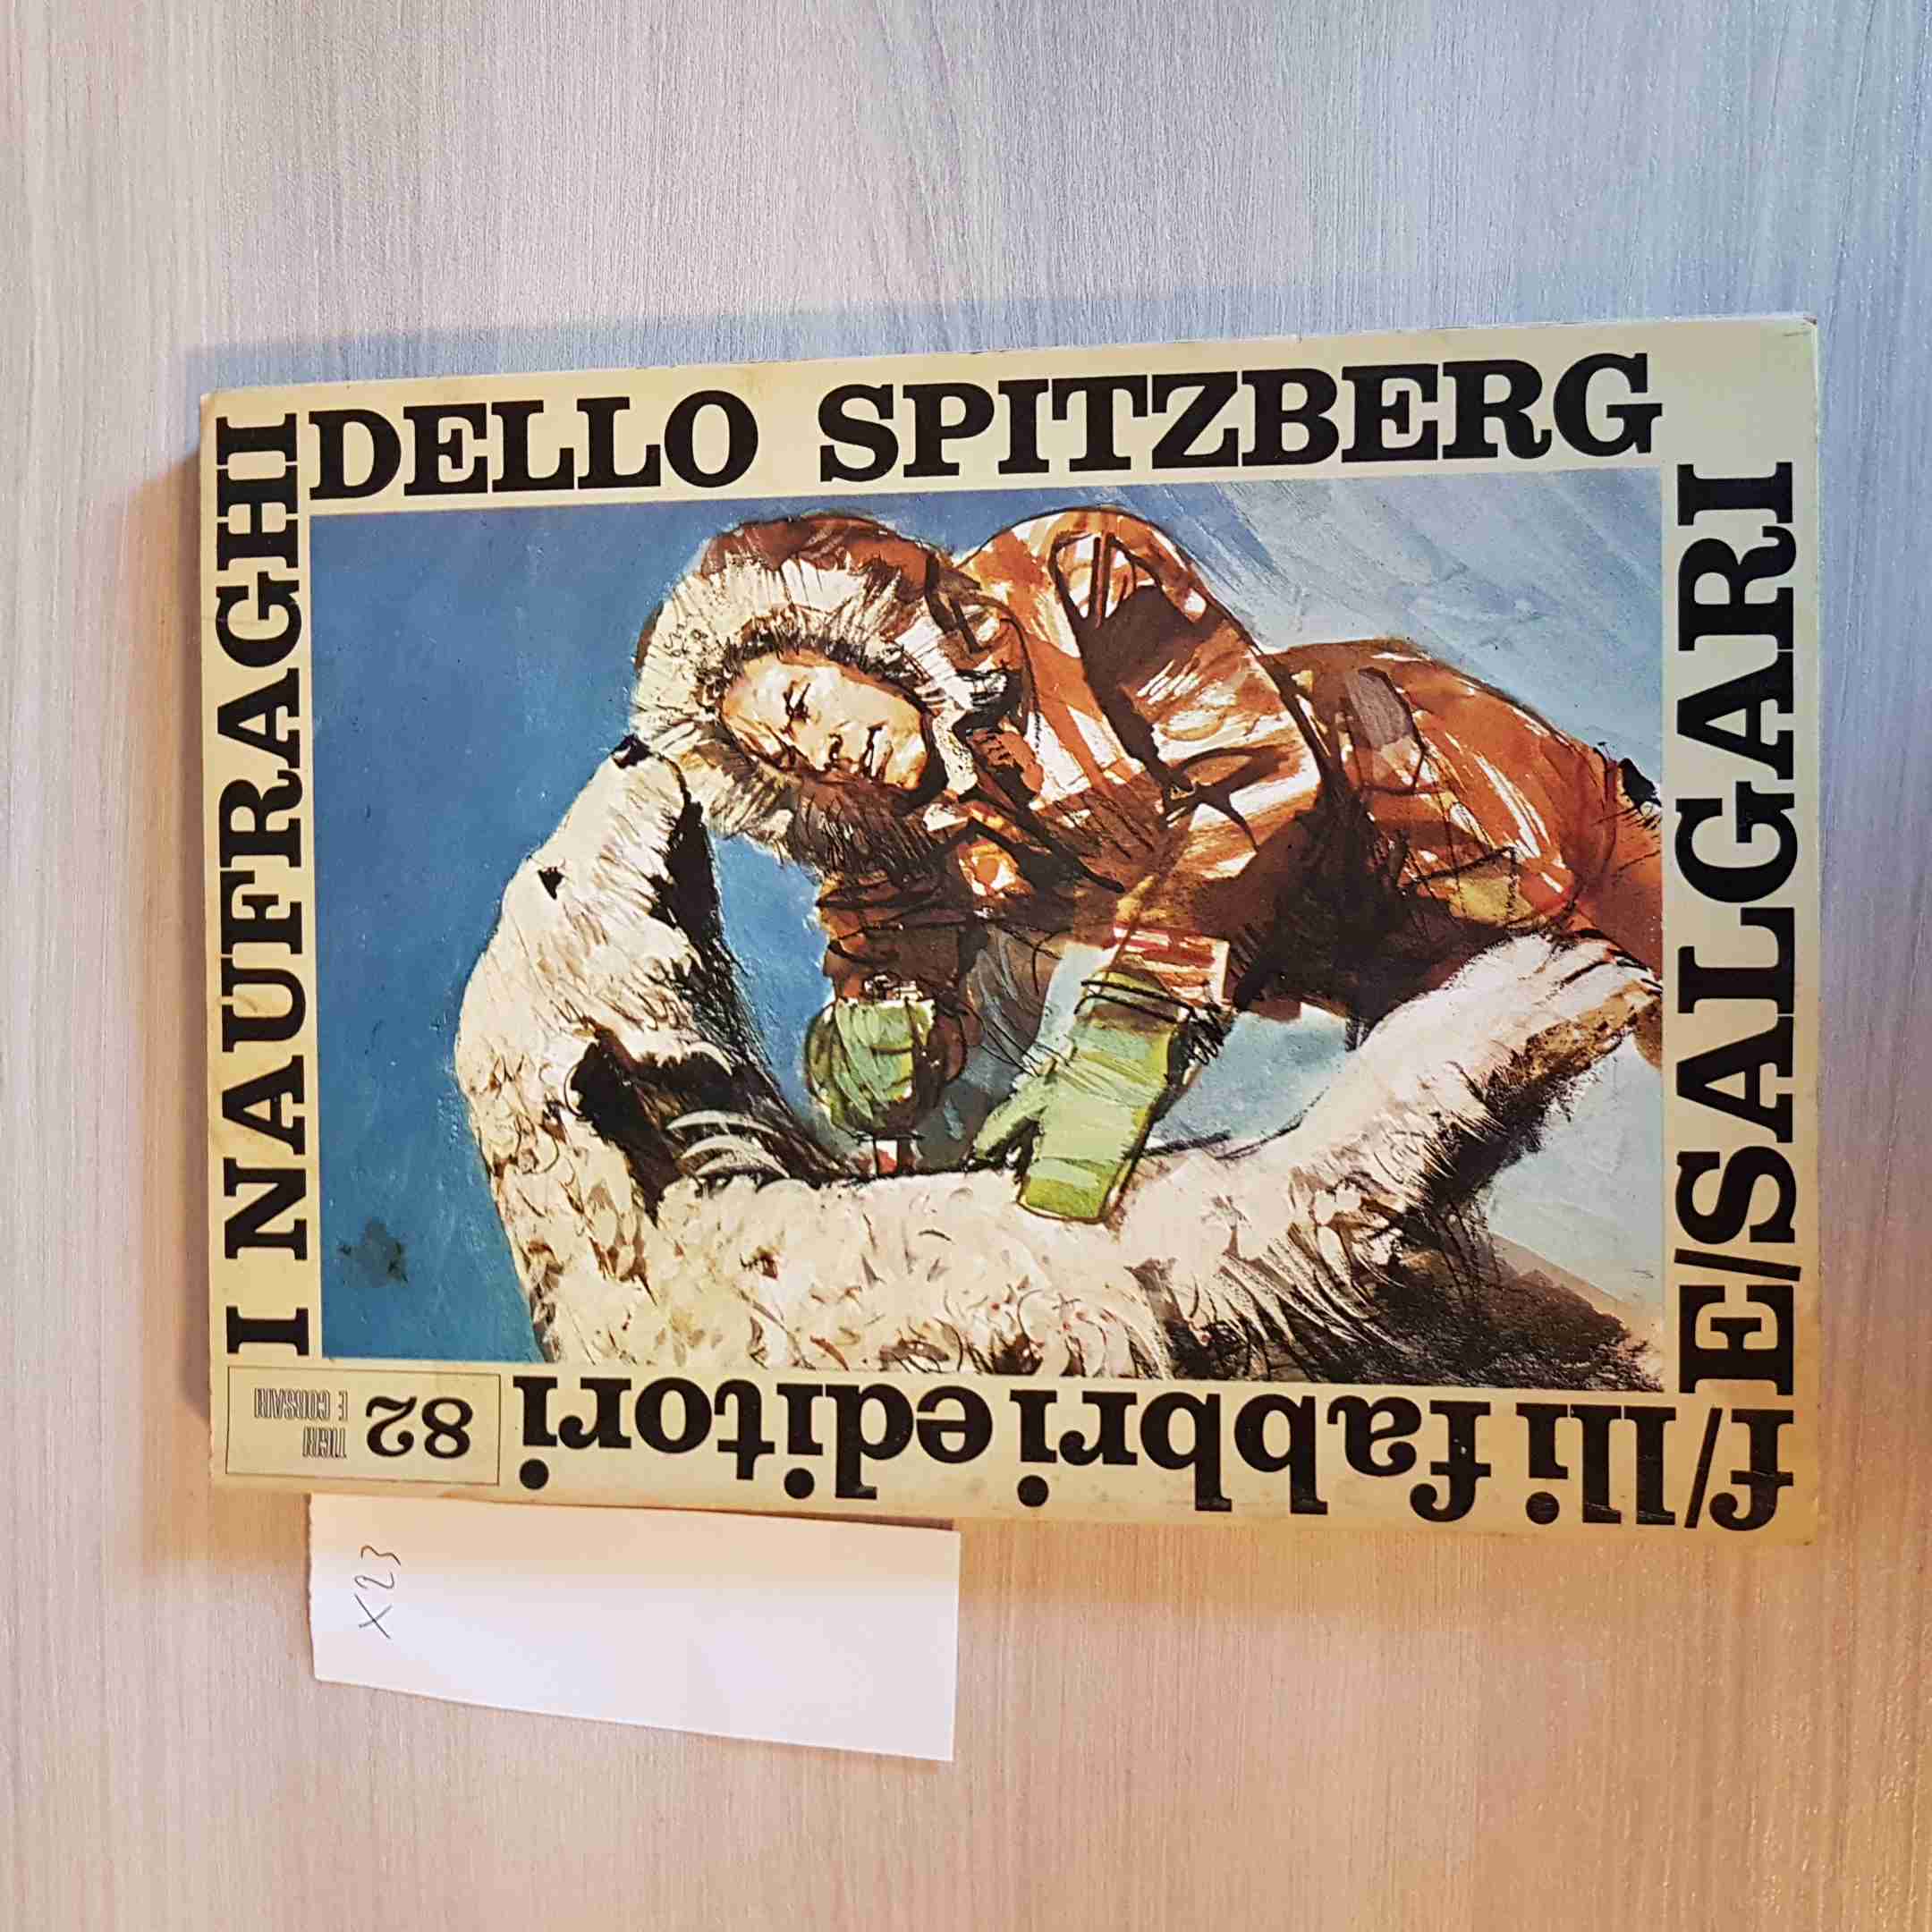 I NAUFRAGHI
DELLO SPITZBERG
E/SALGARI
f/lli fabbri editori
82
TIGRI
E CORSARI
X23